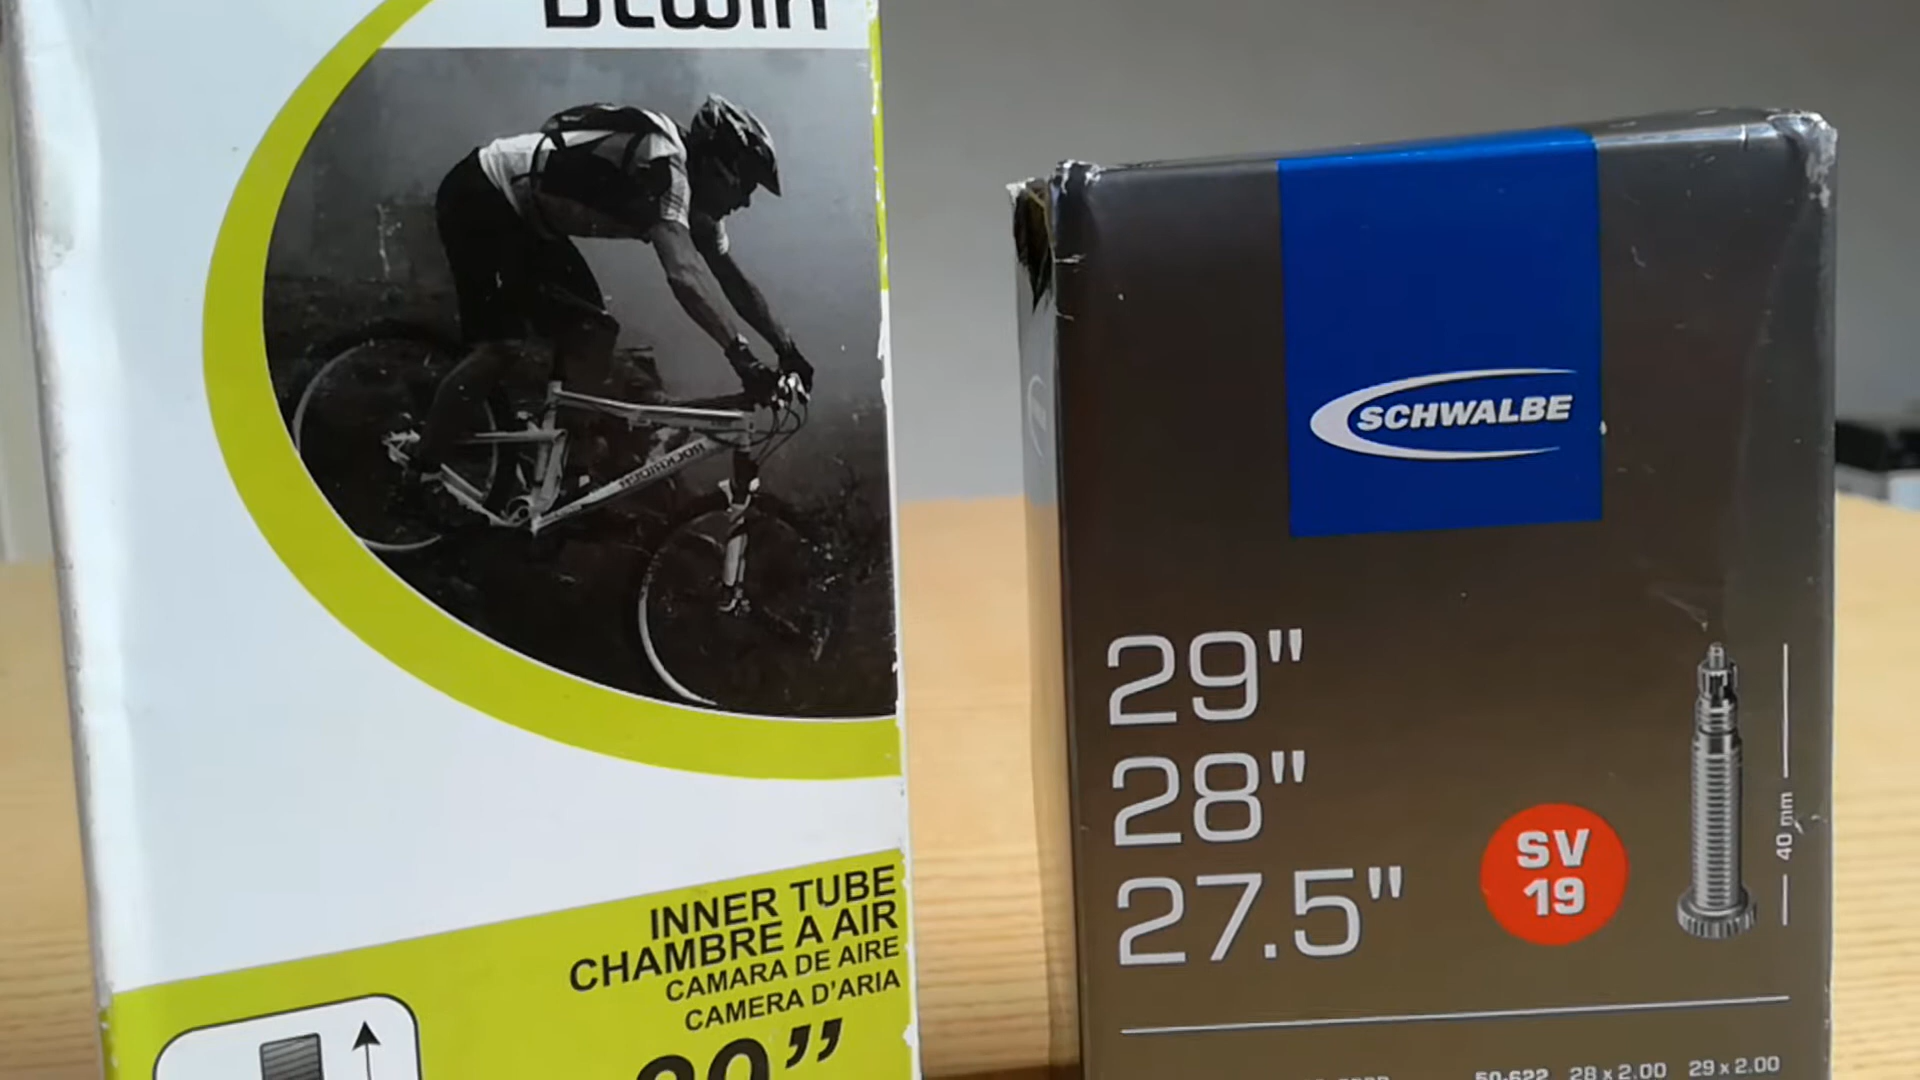 INNER TUBE
CHAMBRE A AIR
CAMARA DE AIRE
CAMERA D'ARIA
SCHWALBE
29"
28"
27.5"
SV
19
40 mm
50-622 28 x 2.00 29 x 2.00